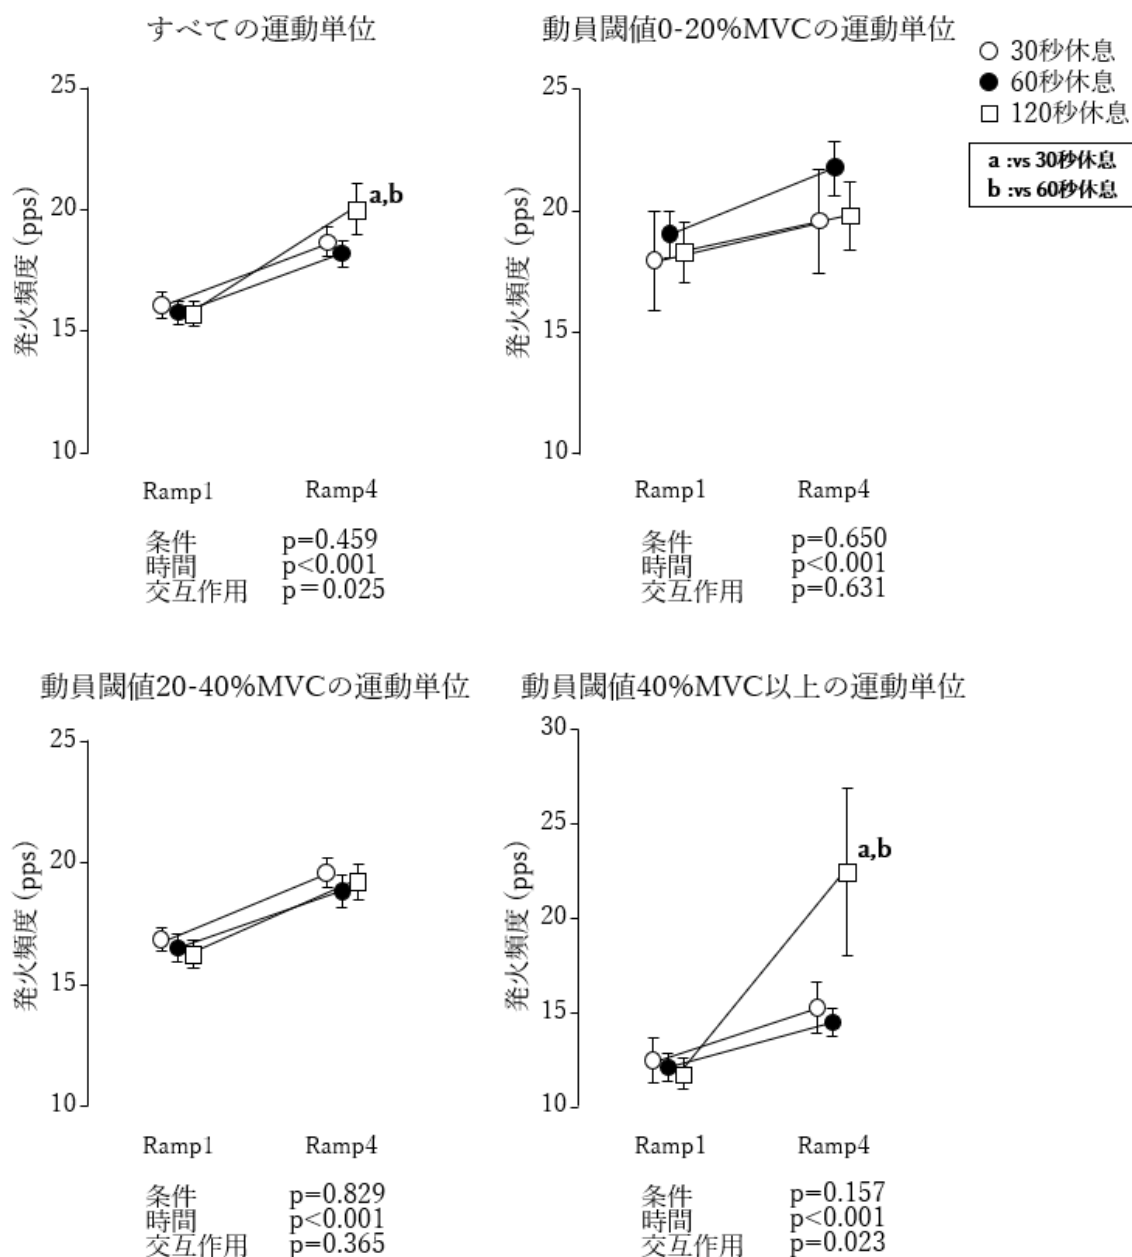 すべての運動単位
動員閾値0-20%MVCの運動単位
30秒休息
60秒休息
120秒休息
a :vs 30秒休息
b :vs 60秒休息
発火頻度 (pps)
25
20
15
10
a,b
Ramp1 Ramp4
条件 p=0.459
時間 p<0.001
交互作用 p=0.025
発火頻度 (pps)
25
20
15
10
Ramp1 Ramp4
条件 p=0.650
時間 p<0.001
交互作用 p=0.631
動員閾値20-40%MVCの運動単位
発火頻度 (pps)
25
20
15
10
Ramp1 Ramp4
条件 p=0.829
時間 p<0.001
交互作用 p=0.365
動員閾値40%MVC以上の運動単位
発火頻度 (pps)
30
25
20
15
10
a,b
Ramp1 Ramp4
条件 p=0.157
時間 p<0.001
交互作用 p=0.023